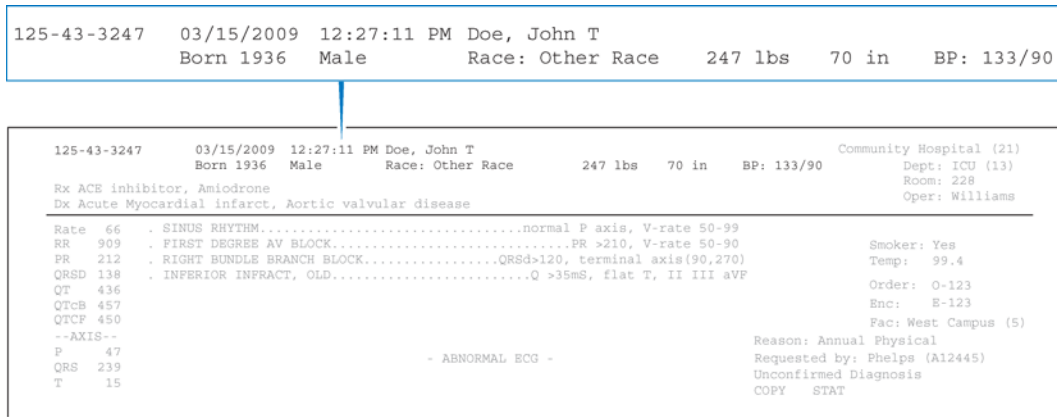 125-43-3247 03/15/2009 12:27:11 PM Doe, John T
Born 1936 Male Race: Other Race 247 lbs 70 in BP: 133/90
125-43-3247 03/15/2009 12:27:11 PM Doe, John T Community Hospital (21)
Born 1936 Male Race: Other Race 247 lbs 70 in BP: 133/90 Dept: ICU (13)
Room: 228
Rx ACE inhibitor, Amiodrone Oper: Williams
Dx Acute Myocardial infarct, Aortic valvular disease
Rate 66 . SINUS RHYTHM.................................normal P axis, V-rate 50-99
RR 909 . FIRST DEGREE AV BLOCK..............................PR >210, V-rate 50-90 Smoker: Yes
PR 212 . RIGHT BUNDLE BRANCH BLOCK.................QRSd>120, terminal axis(90,270) Temp: 99.4
QRSD 138 . INFERIOR INFRACT, OLD.........................Q >35mS, flat T, II III aVF
QT 436 Order: O-123
QTcB 457 Enc: E-123
QTCF 450 Fac: West Campus (5)
--AXIS-- Reason: Annual Physical
P 47 - ABNORMAL ECG - Requested by: Phelps (A12445)
QRS 239 Unconfirmed Diagnosis
T 15 COPY STAT